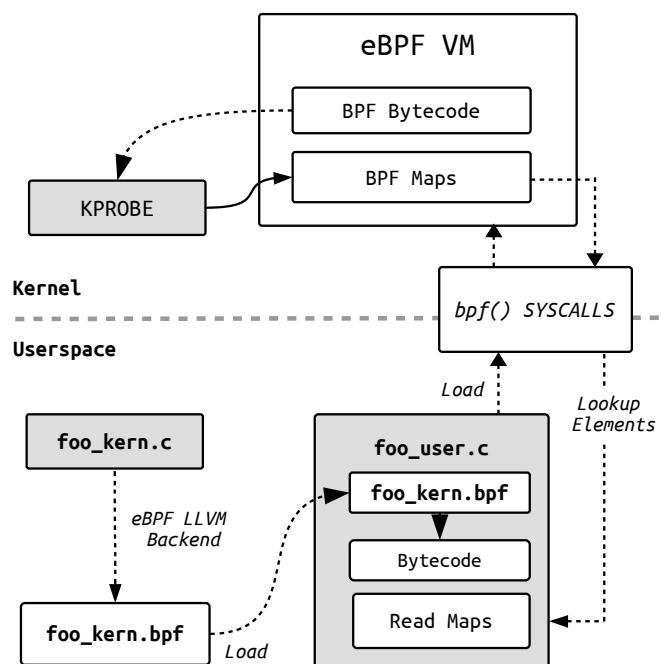 eBPF VM
BPF Bytecode
BPF Maps
KPROBE
Kernel
bpf() SYSCALLS
Userspace
Load
Lookup
Elements
foo_kern.c
foo_user.c
foo_kern.bpf
eBPF LLVM
Backend
Bytecode
Read Maps
foo_kern.bpf
Load